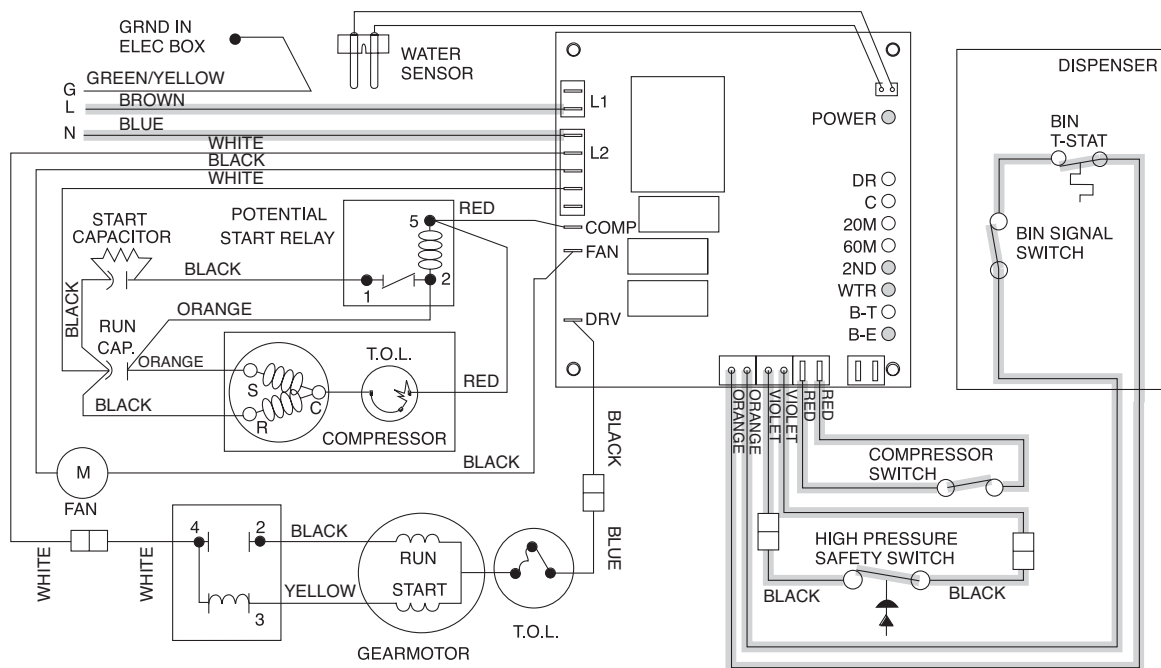 GRND IN
ELEC BOX
WATER
SENSOR
DISPENSER
G
GREEN/YELLOW
L
BROWN
L1
N
BLUE
WHITE
L2
BLACK
WHITE
POWER
BIN
T-STAT
DR
C
20M
60M
2ND
WTR
B-T
B-E
BIN SIGNAL
SWITCH
START
CAPACITOR
POTENTIAL
START RELAY
5
RED
COMP
FAN
BLACK
1
2
BLACK
ORANGE
RUN
CAP.
ORANGE
T.O.L.
S
C
R
RED
DRV
BLACK
COMPRESSOR
ORANGE
ORANGE
VIOLET
VIOLET
RED
RED
M
FAN
BLACK
BLACK
COMPRESSOR
SWITCH
4
2
BLACK
RUN
BLUE
WHITE
WHITE
YELLOW
START
3
T.O.L.
GEARMOTOR
HIGH PRESSURE
SAFETY SWITCH
BLACK
BLACK